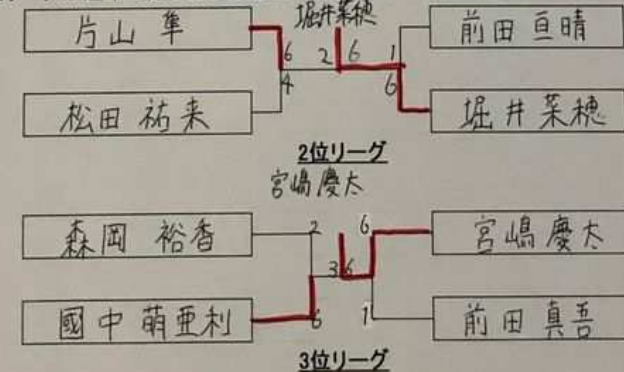 堀井菜穂
片山 隼
前田 亘晴
6 2 6 1
4 6
松田 祐来
堀井菜穂
2位リーグ
宮嶋慶太
森岡 裕香
2 6
宮嶋慶太
3 6
國中萌亜利
6 1
前田真吾
3位リーグ